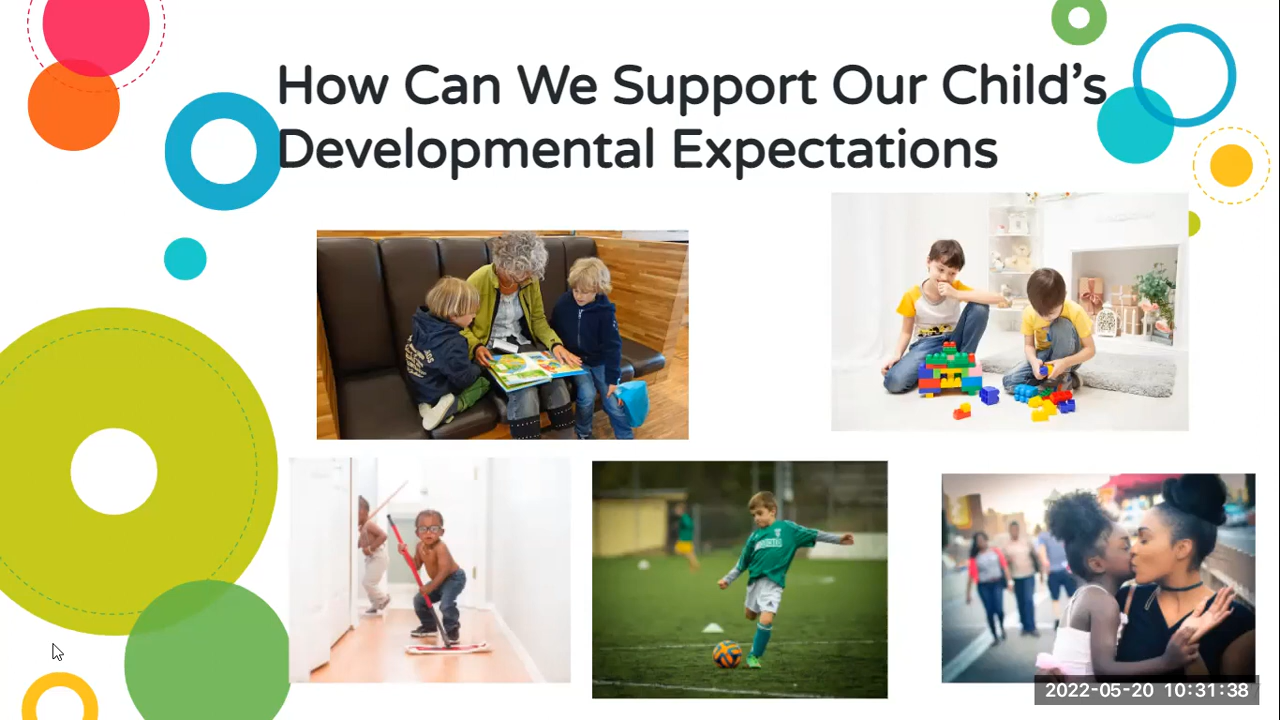 How Can We Support Our Child's
Developmental Expectations
2022-05-20 10:31:38